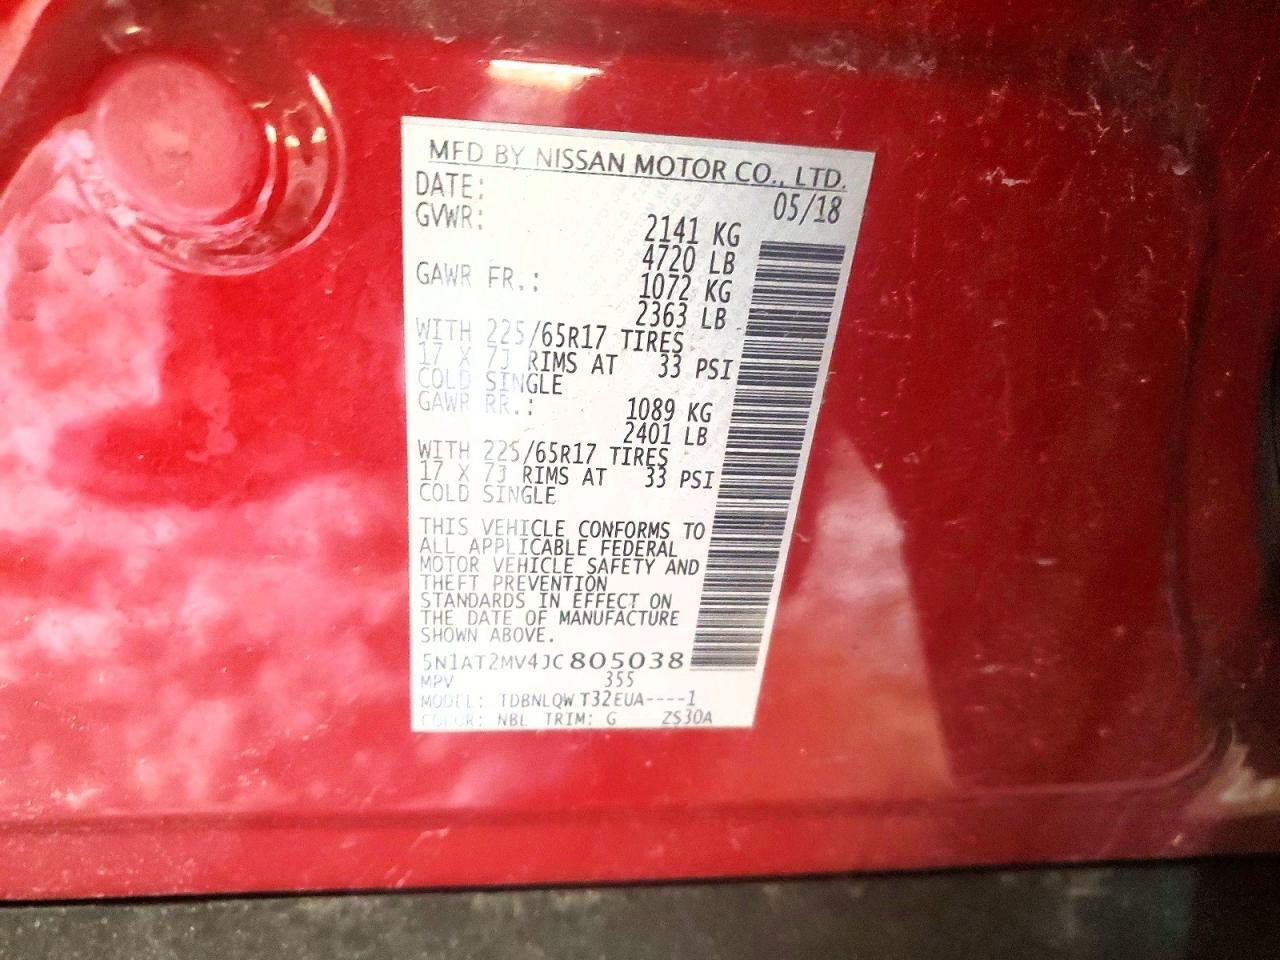 MFD BY NISSAN MOTOR CO., LTD.
DATE: 05/18
GVWR: 2141 KG
4720 LB
GAWR FR.: 1072 KG
2363 LB
WITH 225/65R17 TIRES
17 X 7J RIMS AT 33 PSI
COLD SINGLE
GAWR RR.: 1089 KG
2401 LB
WITH 225/65R17 TIRES
17 X 7J RIMS AT 33 PSI
COLD SINGLE
THIS VEHICLE CONFORMS TO
ALL APPLICABLE FEDERAL
MOTOR VEHICLE SAFETY AND
THEFT PREVENTION
STANDARDS IN EFFECT ON
THE DATE OF MANUFACTURE
SHOWN ABOVE.
5N1AT2MV4JC805038
MPV 355
MODEL: TDBNLQW T32EUA----1
COLOR: NBL TRIM: G ZS30A